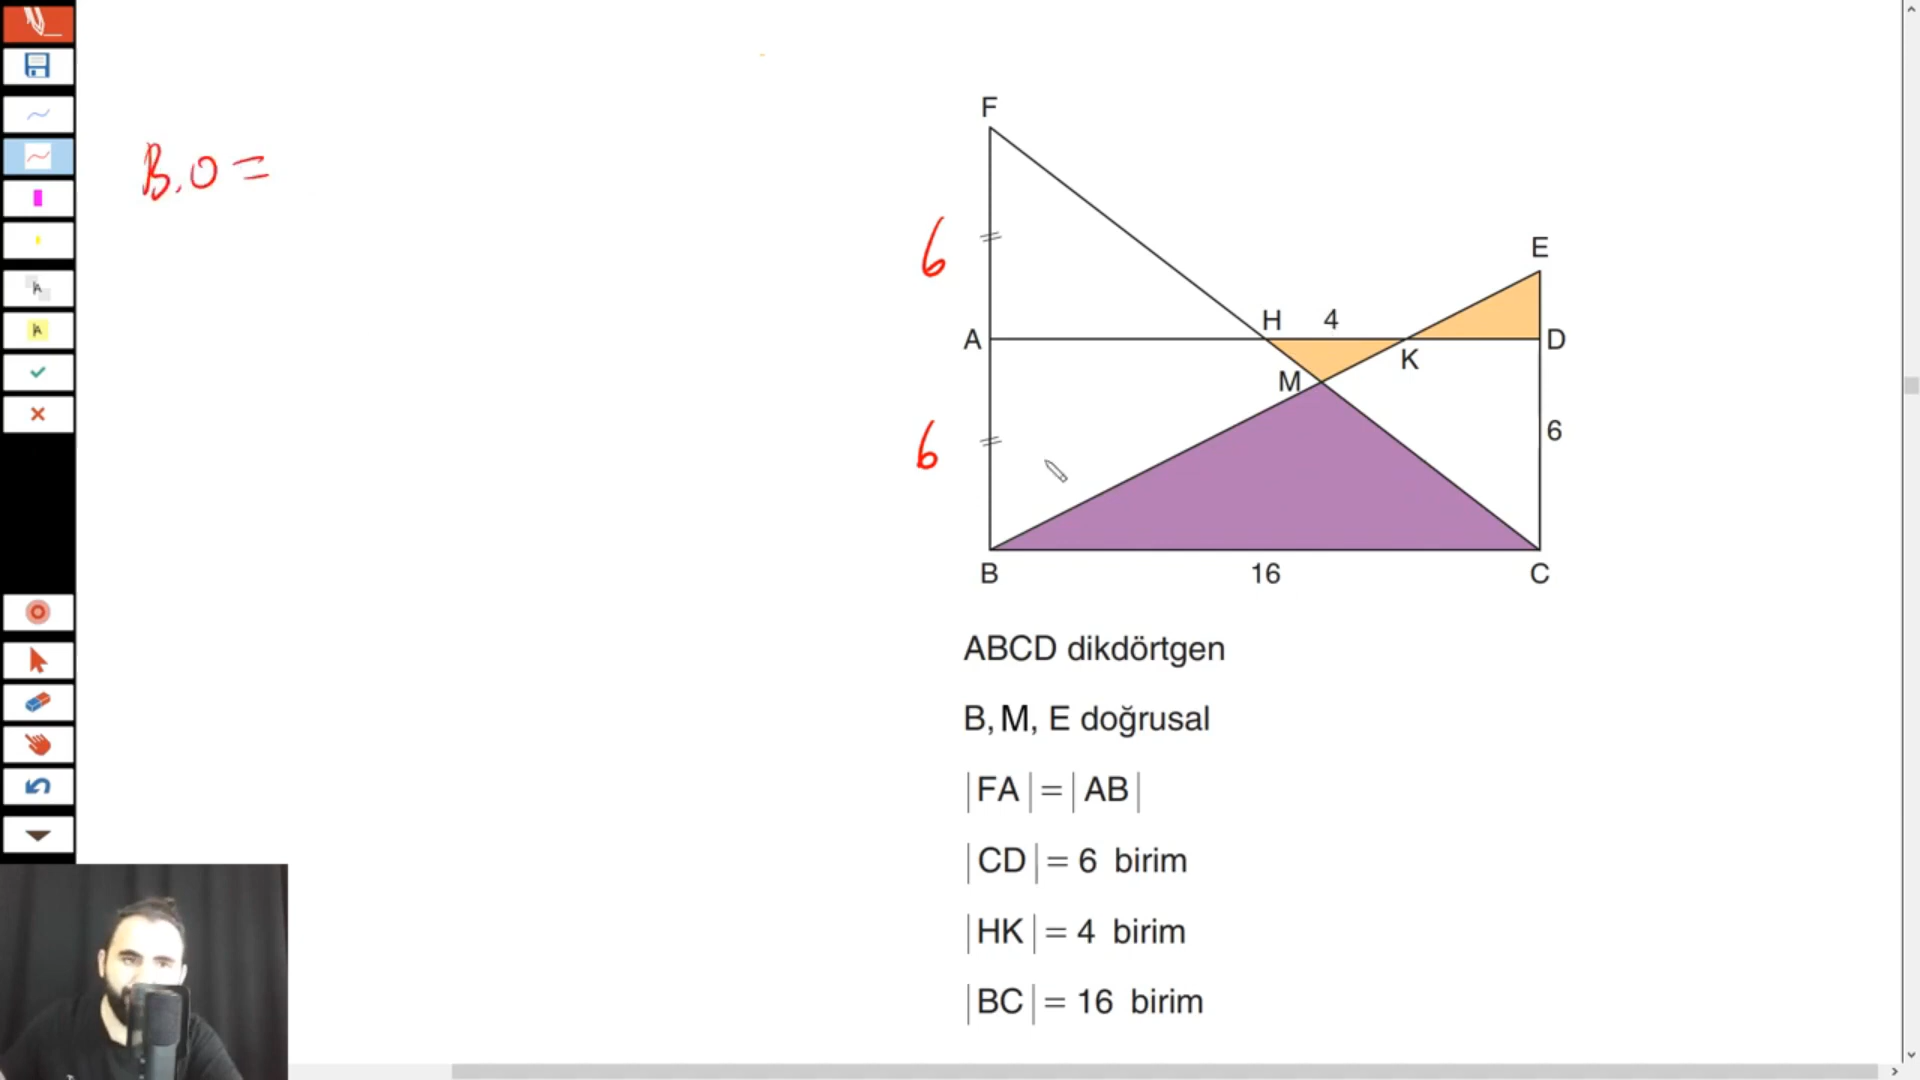 B.0 =
F
6
E
H 4
A
D
K
M
6
6
B 16 C
ABCD dikdörtgen
B, M, E doğrusal
|FA| = |AB|
|CD| = 6 birim
|HK| = 4 birim
|BC| = 16 birim